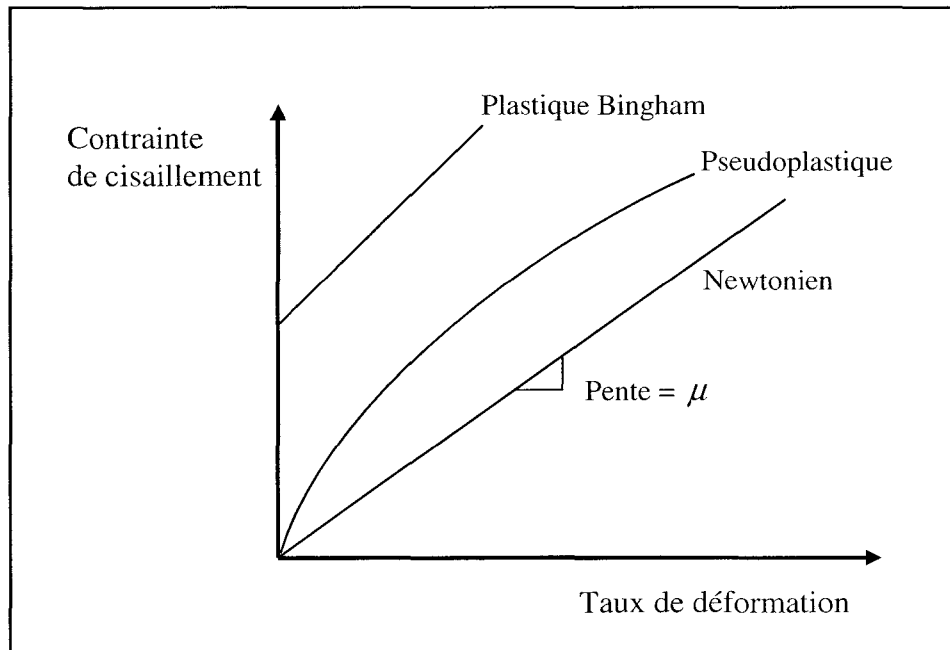 Plastique Bingham
Contrainte
de cisaillement
Pseudoplastique
Newtonien
Pente = μ
Taux de déformation